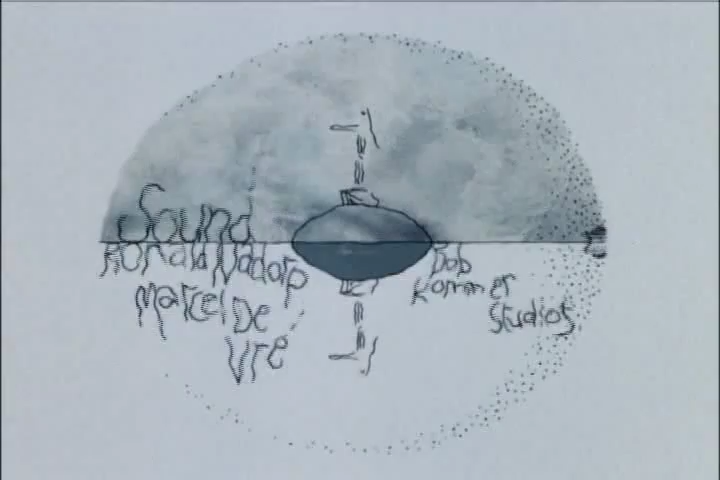 Sound
Ronald Nadorp
Marcel De
Vré
Bob
Kommer
Studios